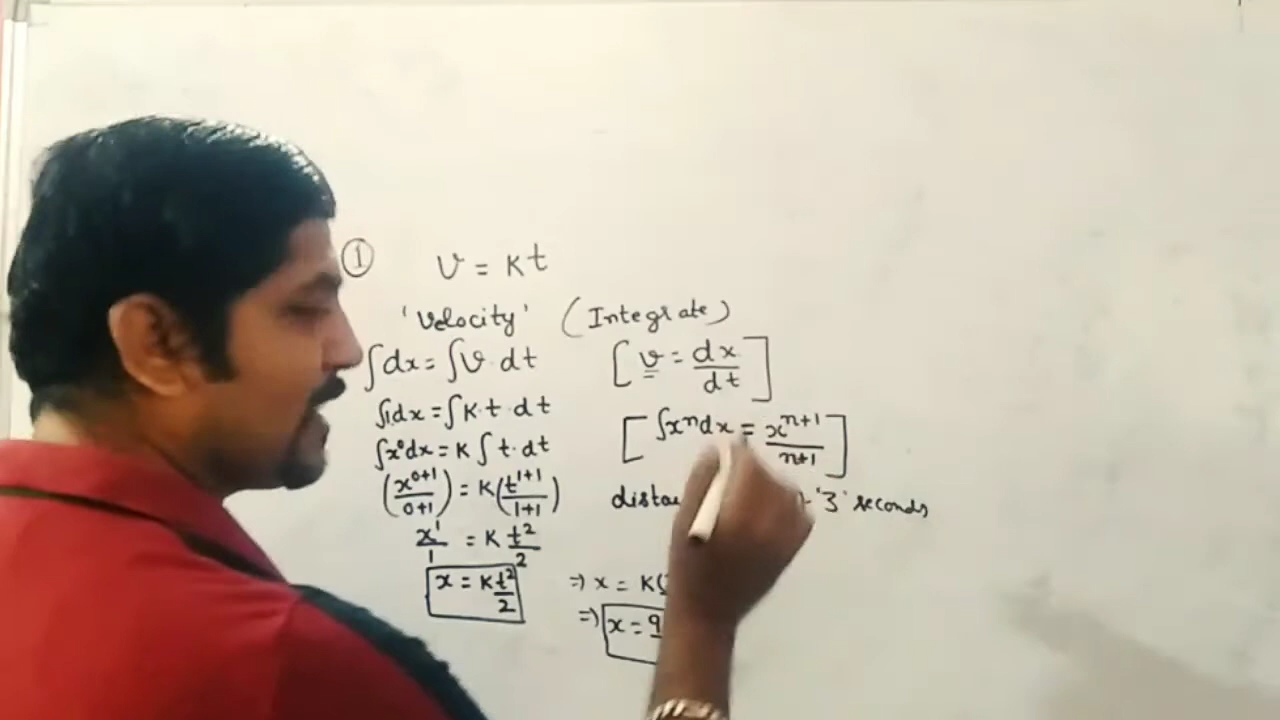 ① v = Kt
'Velocity' (Integrate)
∫dx = ∫v·dt [v = dx/dt]
∫1dx = ∫K·t·dt [∫xⁿdx = xⁿ⁺¹/n+1]
∫x⁰dx = K∫t·dt
(x⁰⁺¹/0+1) = K(t¹⁺¹/1+1) '3' seconds
x¹/1 = K t²/2
x = K t²/2 ⇒ x = K(
⇒ x = 9